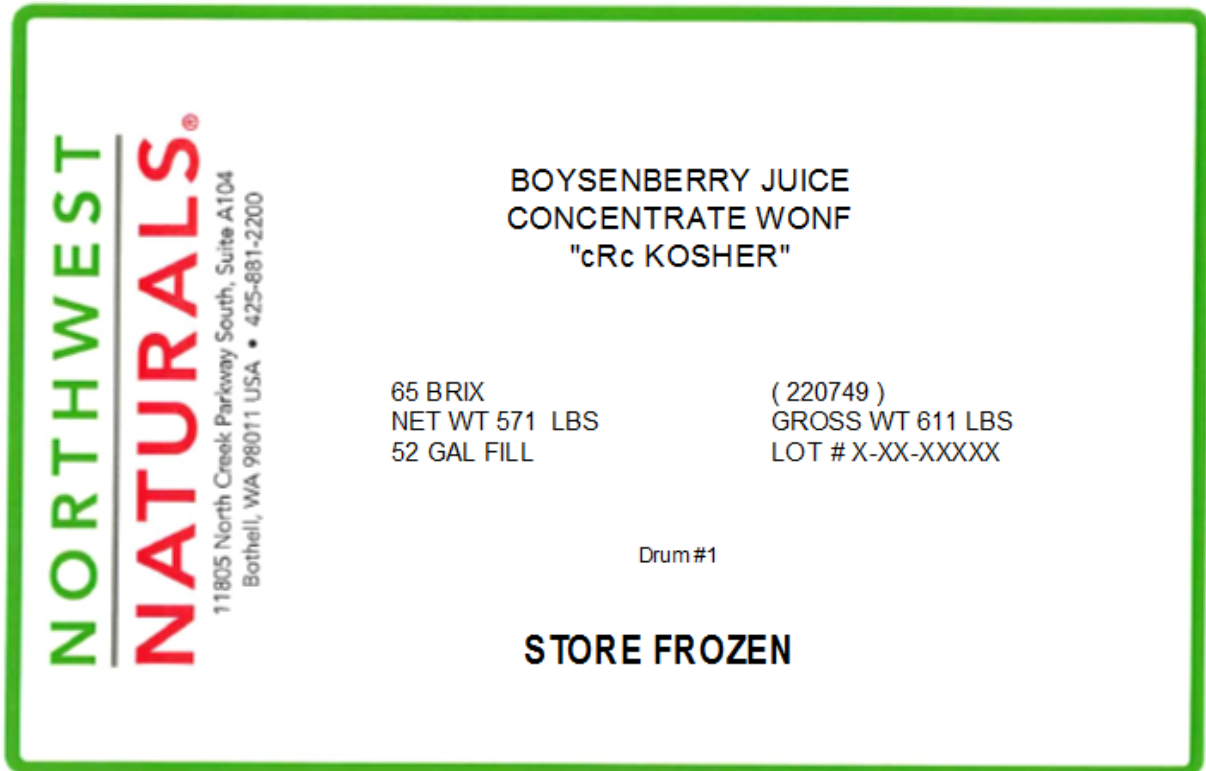 NORTHWEST
NATURALS®
11805 North Creek Parkway South, Suite A104
Bothell, WA 98011 USA • 425-881-2200
BOYSENBERRY JUICE
CONCENTRATE WONF
"cRc KOSHER"
65 BRIX
NET WT 571 LBS
52 GAL FILL
( 220749 )
GROSS WT 611 LBS
LOT # X-XX-XXXXX
Drum #1
STORE FROZEN